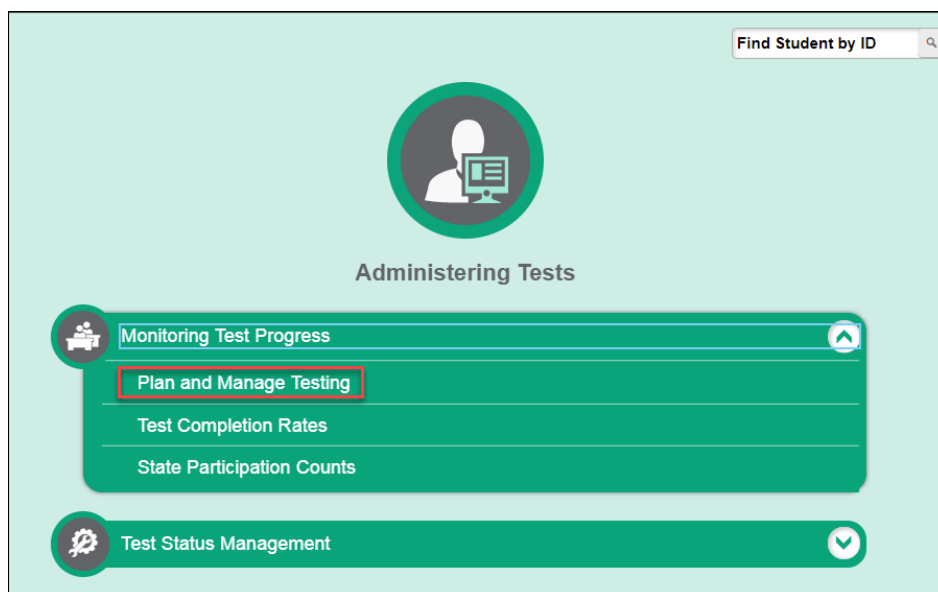 Find Student by ID
Administering Tests
Monitoring Test Progress
Plan and Manage Testing
Test Completion Rates
State Participation Counts
Test Status Management